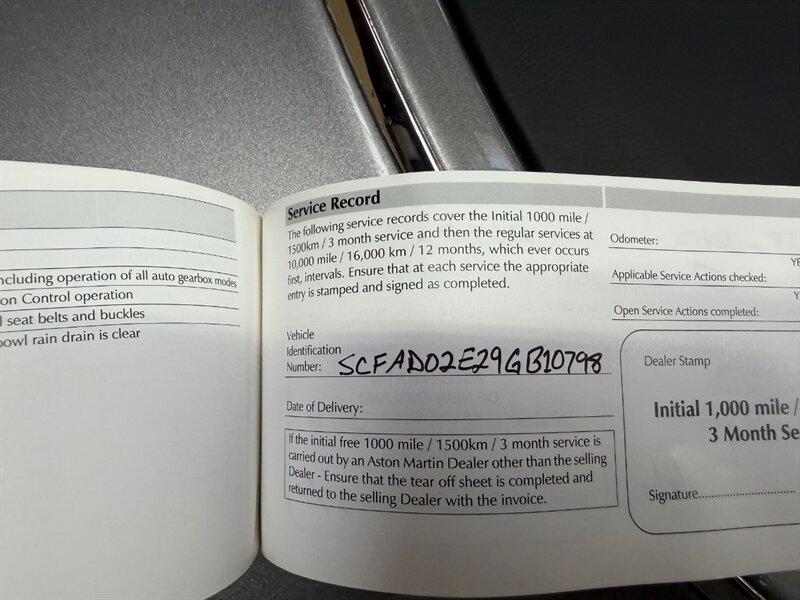 including operation of all auto gearbox modes
on Control operation
l seat belts and buckles
bowl rain drain is clear
Service Record
The following service records cover the Initial 1000 mile /
1500km / 3 month service and then the regular services at
10,000 mile / 16,000 km / 12 months, which ever occurs
first, intervals. Ensure that at each service the appropriate
entry is stamped and signed as completed.
Vehicle
Identification
Number: SCFAD02E29GB10798
Date of Delivery:
If the initial free 1000 mile / 1500km / 3 month service is
carried out by an Aston Martin Dealer other than the selling
Dealer - Ensure that the tear off sheet is completed and
returned to the selling Dealer with the invoice.
Odometer:
YE
Applicable Service Actions checked:
Y
Open Service Actions completed:
Dealer Stamp
Initial 1,000 mile /
3 Month Se
Signature..............................